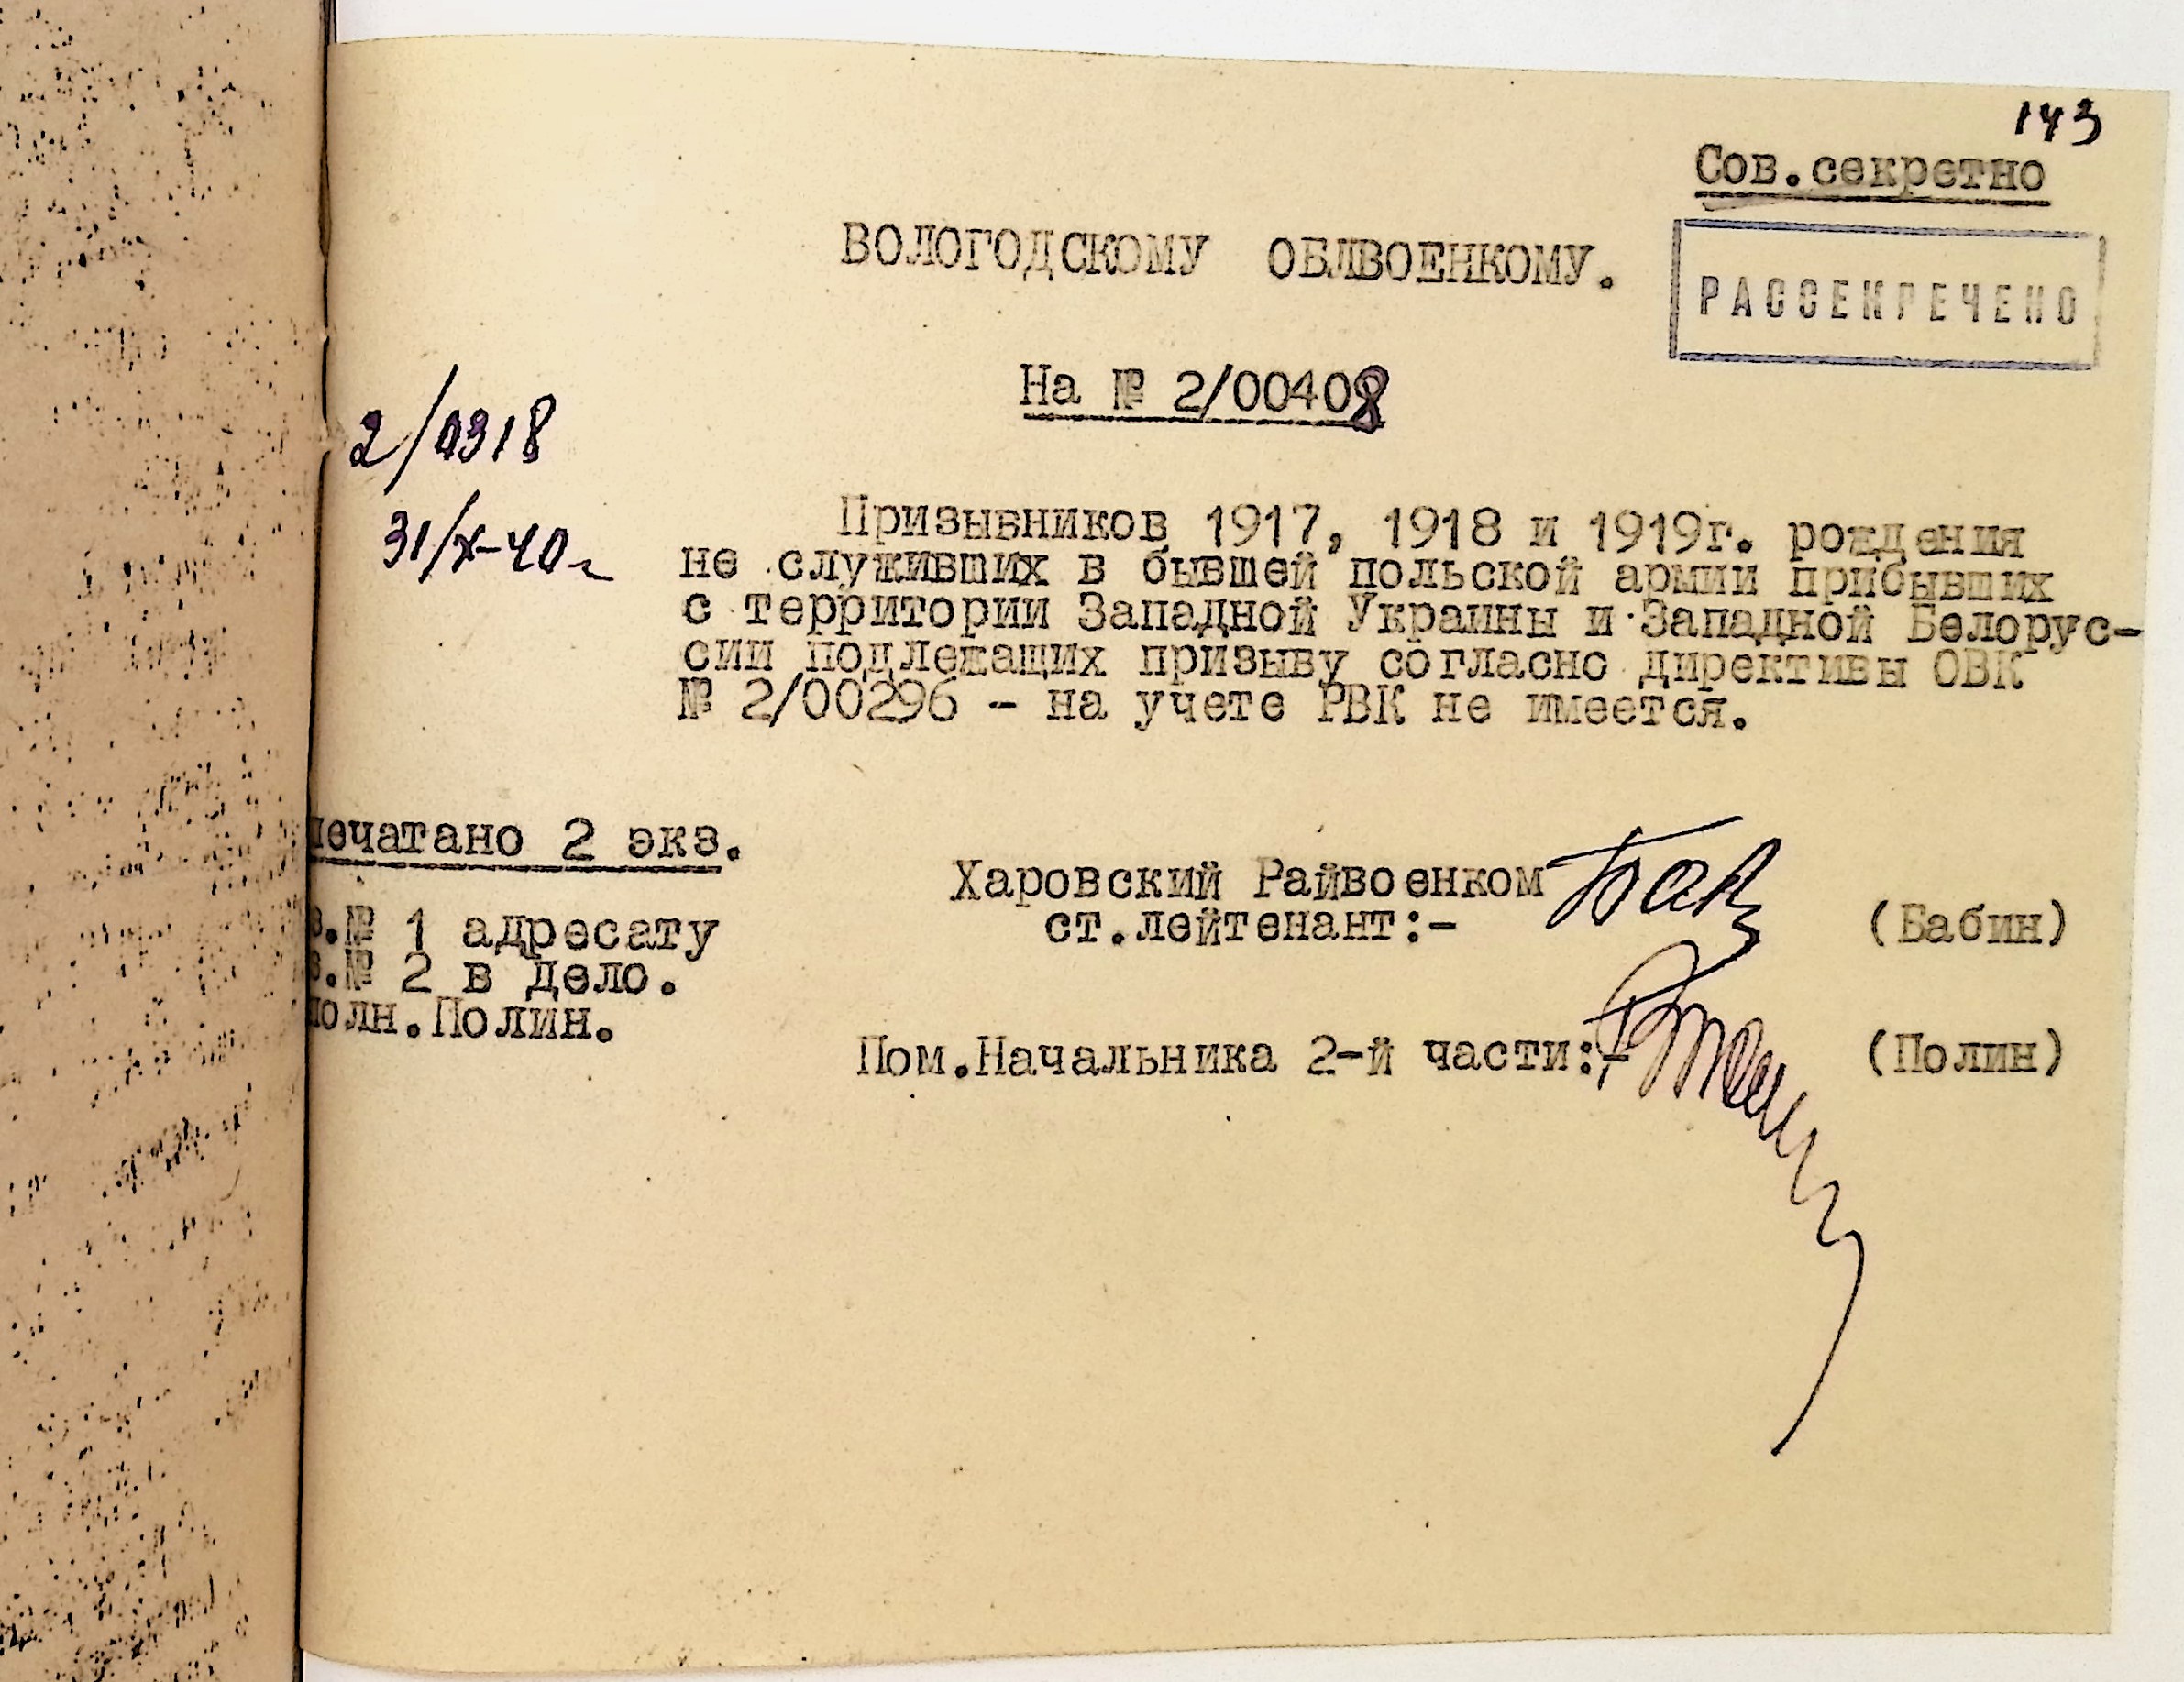 143
Сов.секретно
ВОЛОГОДСКОМУ ОБЛВОЕНКОМУ.
РАССЕКРЕЧЕНО
На № 2/00408
2/0318
31/X-40г
Призывников 1917, 1918 и 1919г. рождения
не служивших в бывшей польской армии прибывших
с территории Западной Украины и Западной Белорус-
сии подлежащих призыву согласно директивы ОВК
№ 2/00296 - на учете РВК не имеется.
печатано 2 экз.
з.№ 1 адресату
з.№ 2 в дело.
полн.Полин.
Харовский Райвоенком
ст.лейтенант:- (Бабин)
Пом.Начальника 2-й части:- (Полин)